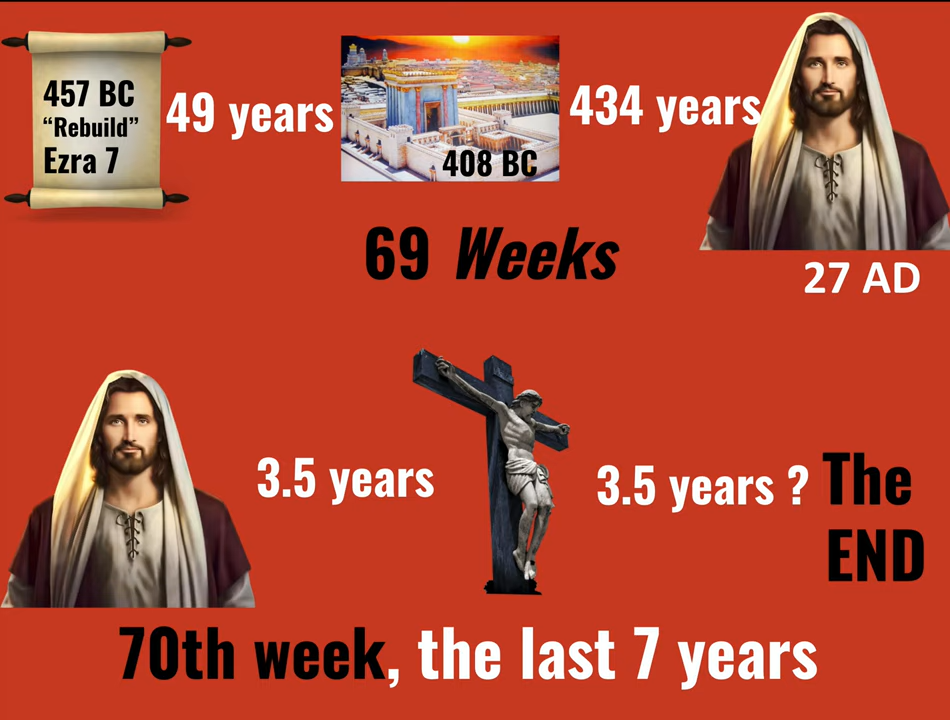 457 BC
“Rebuild”
Ezra 7
49 years
408 BC
434 years
69 Weeks
27 AD
3.5 years
3.5 years ?
The
END
70th week, the last 7 years